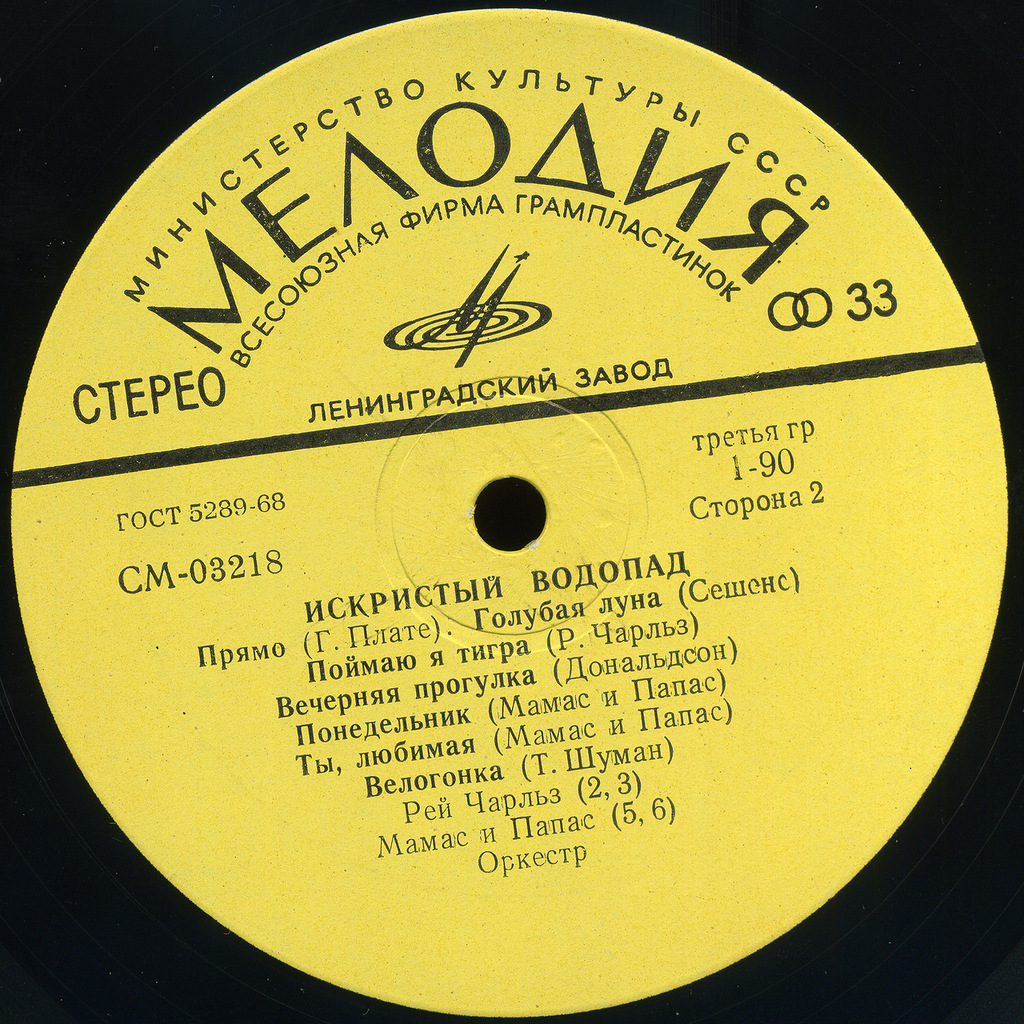 МИНИСТЕРСТВО КУЛЬТУРЫ СССР
МЕЛОДИЯ
ВСЕСОЮЗНАЯ ФИРМА ГРАМПЛАСТИНОК
33
СТЕРЕО
ЛЕНИНГРАДСКИЙ ЗАВОД
третья гр
1-90
ГОСТ 5289-68
Сторона 2
СМ-03218
ИСКРИСТЫЙ ВОДОПАД
Прямо (Г. Плате). Голубая луна (Сешенс)
Поймаю я тигра (Р. Чарльз)
Вечерняя прогулка (Дональдсон)
Понедельник (Мамас и Папас)
Ты, любимая (Мамас и Папас)
Велогонка (Т. Шуман)
Рей Чарльз (2, 3)
Мамас и Папас (5, 6)
Оркестр